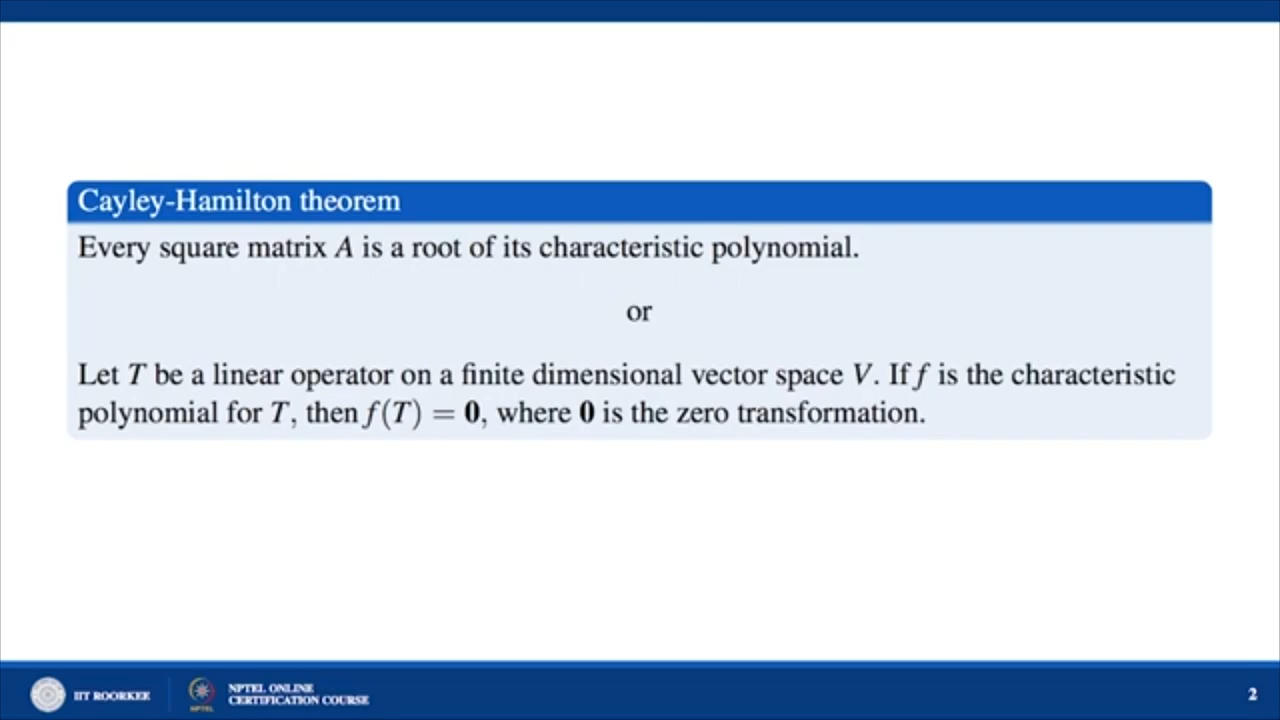 Cayley-Hamilton theorem
Every square matrix A is a root of its characteristic polynomial.
or
Let T be a linear operator on a finite dimensional vector space V. If f is the characteristic
polynomial for T, then f(T) = 0, where 0 is the zero transformation.
IIT ROORKEE
NPTEL
NPTEL ONLINE
CERTIFICATION COURSE
2